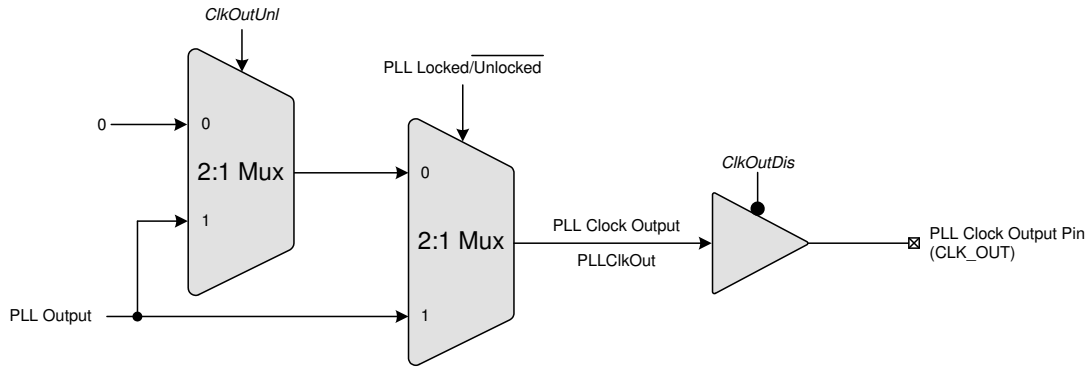 ClkOutUnl
PLL Locked/Unlocked
0
0
2:1 Mux
1
ClkOutDis
0
2:1 Mux
1
PLL Clock Output
PLLClkOut
PLL Clock Output Pin
(CLK_OUT)
PLL Output